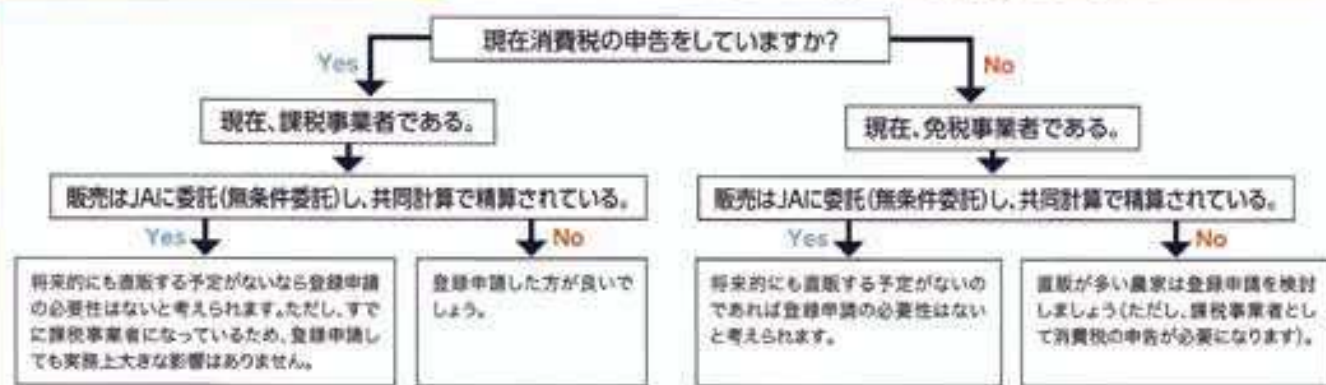 現在消費税の申告をしていますか?
Yes
No
現在、課税事業者である。
現在、免税事業者である。
販売はJAに委託(無条件委託)し、共同計算で精算されている。
販売はJAに委託(無条件委託)し、共同計算で精算されている。
Yes
No
Yes
No
将来的にも直販する予定がないなら登録申請
の必要性はないと考えられます。ただし、すで
に課税事業者になっているため、登録申請し
ても実務上大きな影響はありません。
登録申請した方が良いで
しょう。
将来的にも直販する予定がないの
であれば登録申請の必要性はない
と考えられます。
直販が多い農家は登録申請を検討
しましょう(ただし、課税事業者とし
て消費税の申告が必要になります)。